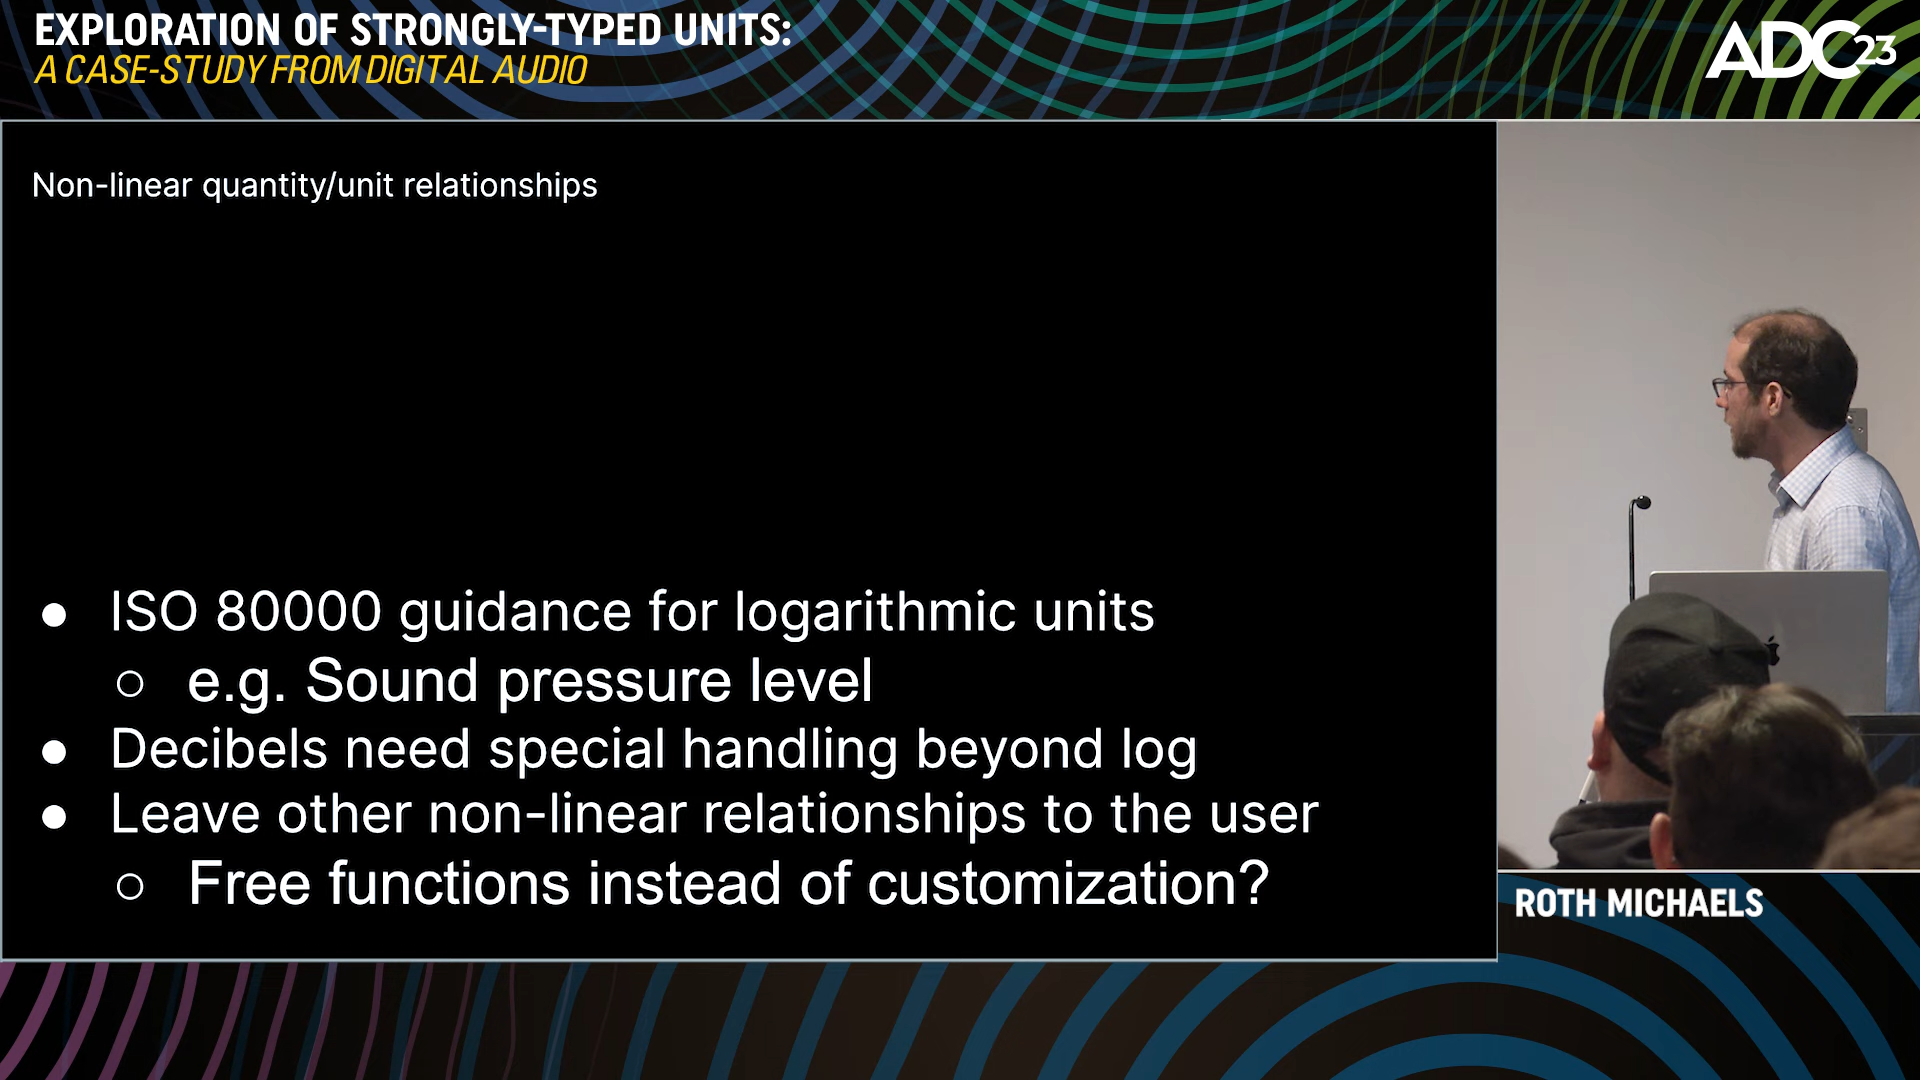 EXPLORATION OF STRONGLY-TYPED UNITS:
A CASE-STUDY FROM DIGITAL AUDIO
ADC23
Non-linear quantity/unit relationships
● ISO 80000 guidance for logarithmic units
○ e.g. Sound pressure level
● Decibels need special handling beyond log
● Leave other non-linear relationships to the user
○ Free functions instead of customization?
ROTH MICHAELS